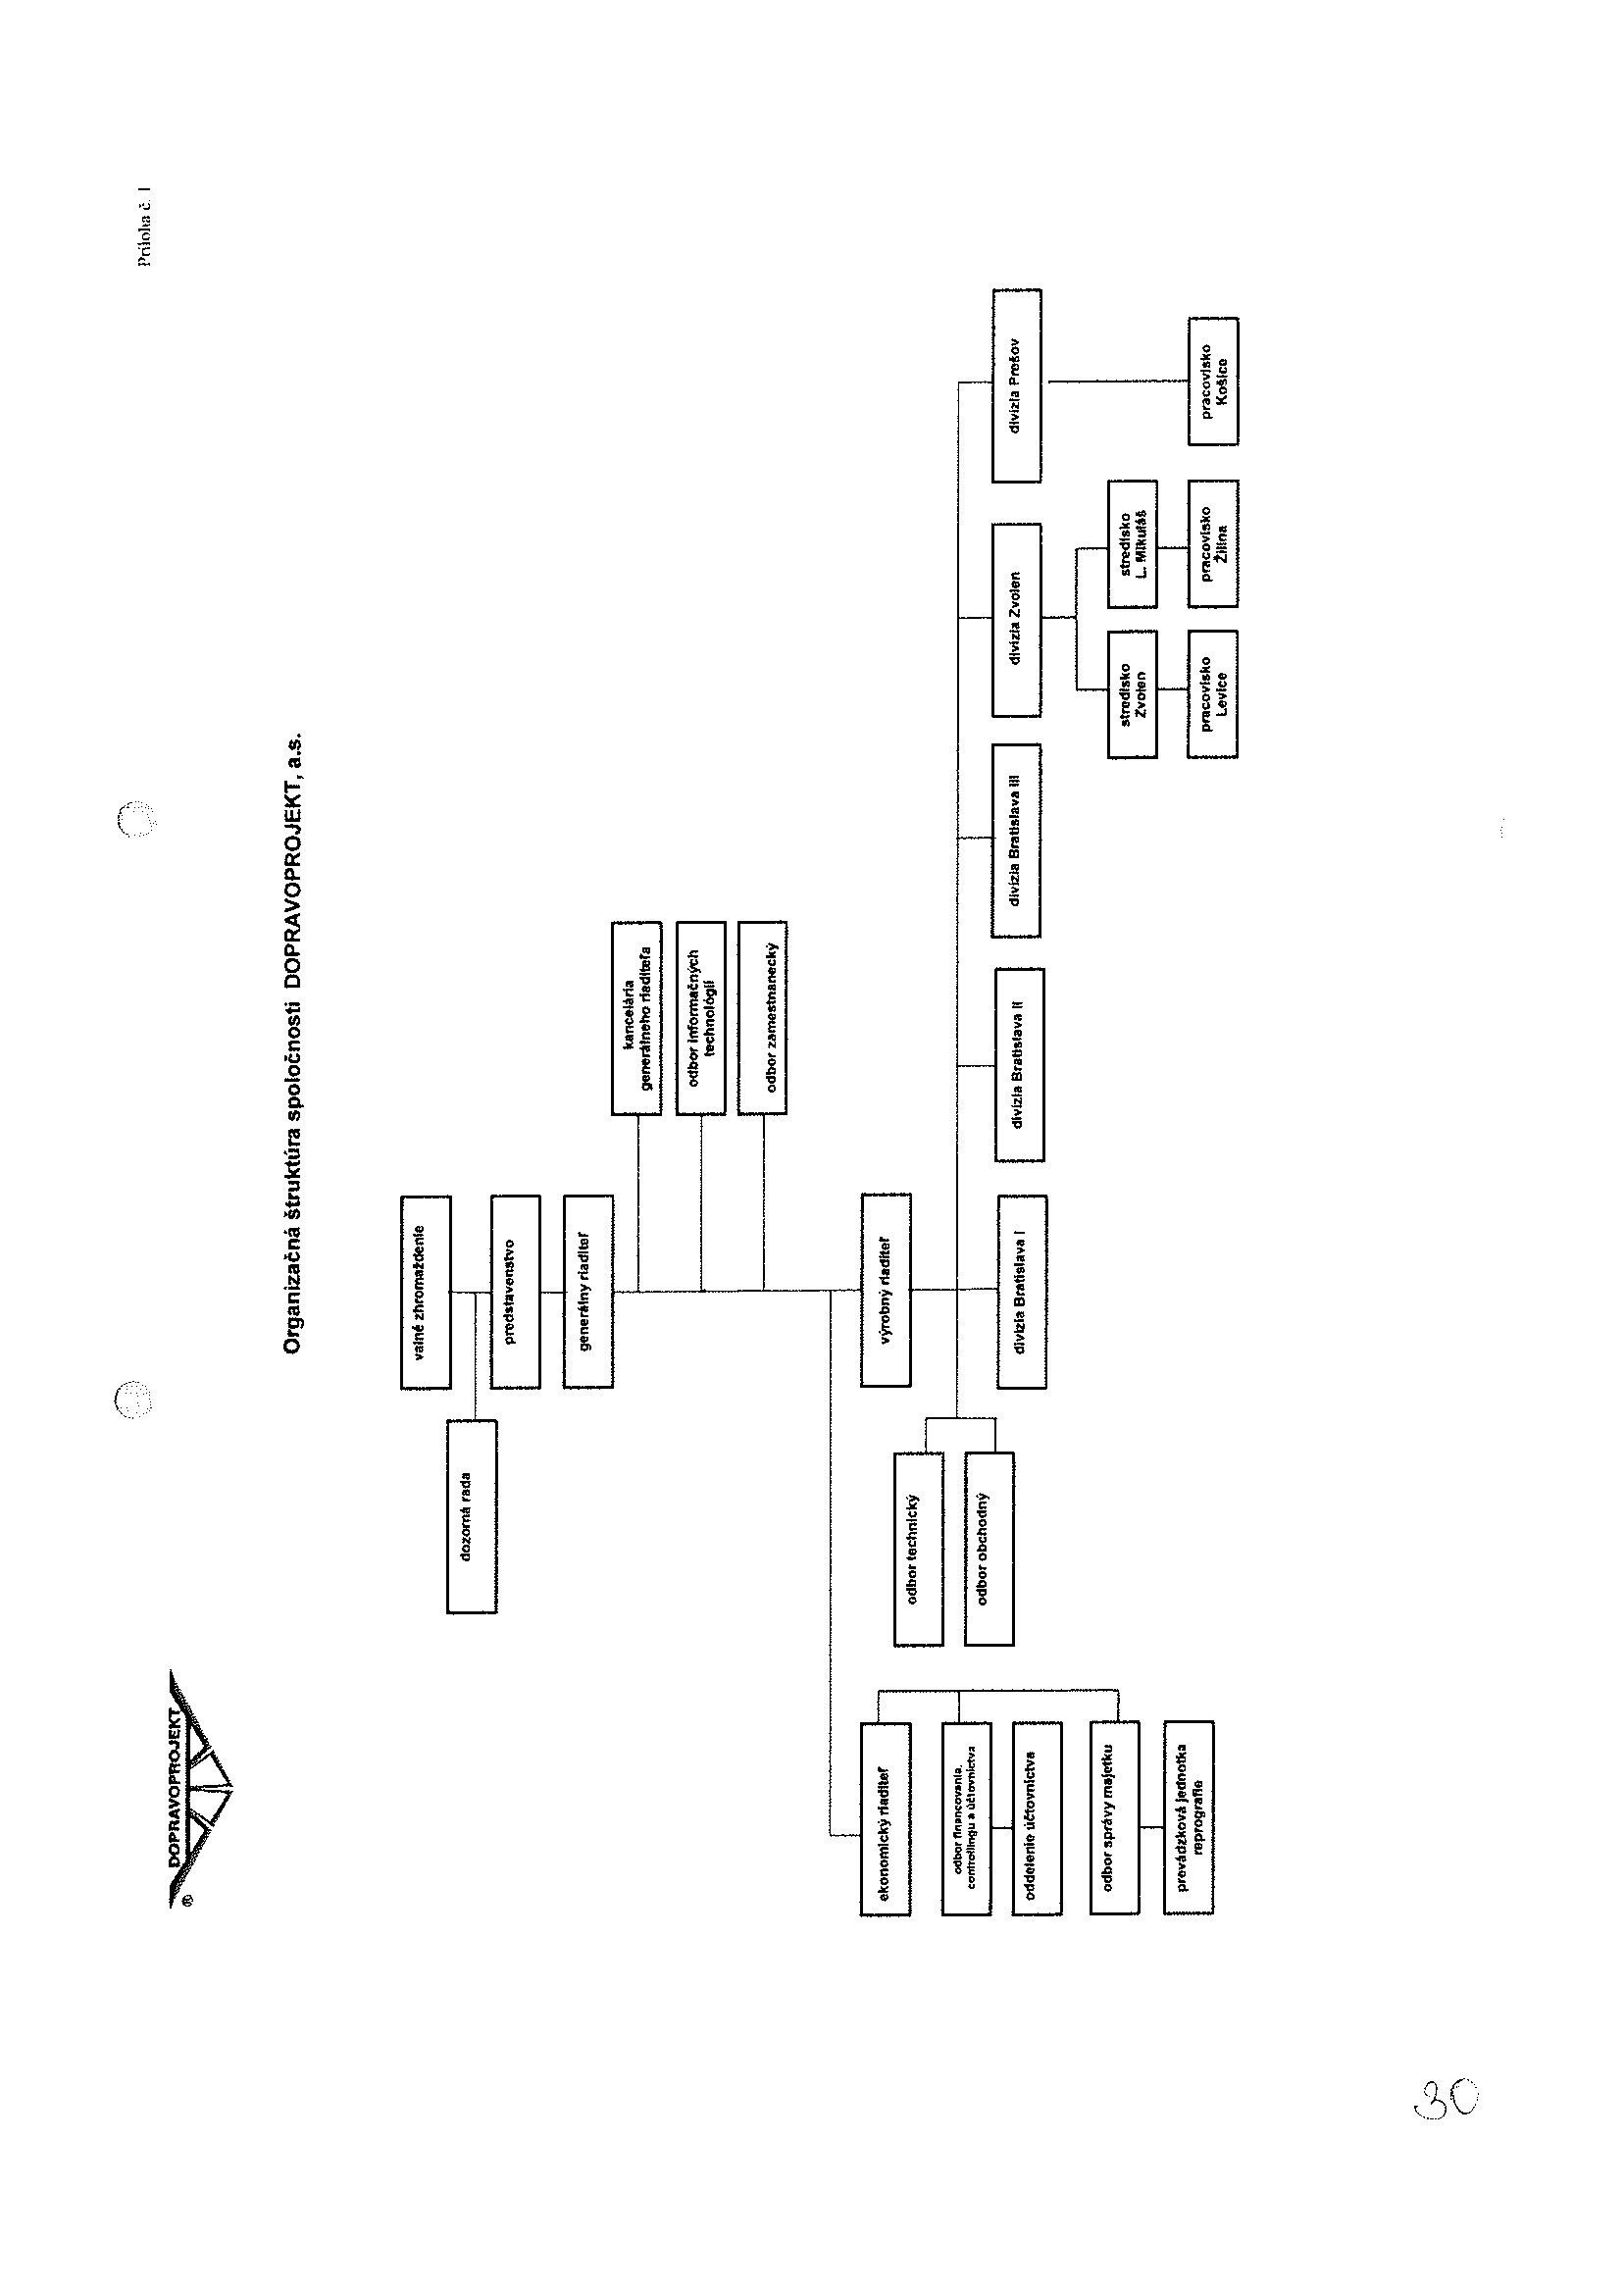 Príloha č. 1
DOPRAVOPROJEKT
®
Organizačná štruktúra spoločnosti DOPRAVOPROJEKT, a.s.
valné zhromaždenie
dozorná rada
predstavenstvo
generálny riaditeľ
kancelária
generálneho riaditeľa
odbor informačných
technológií
odbor zamestnanecký
ekonomický riaditeľ
výrobný riaditeľ
odbor technický
odbor obchodný
odbor financovania,
controllingu a účtovníctva
oddelenie účtovníctva
odbor správy majetku
prevádzková jednotka
reprografie
divízia Bratislava I
divízia Bratislava II
divízia Bratislava III
divízia Zvolen
divízia Prešov
stredisko
Zvolen
stredisko
L. Mikuláš
pracovisko
Levice
pracovisko
Žilina
pracovisko
Košice
30